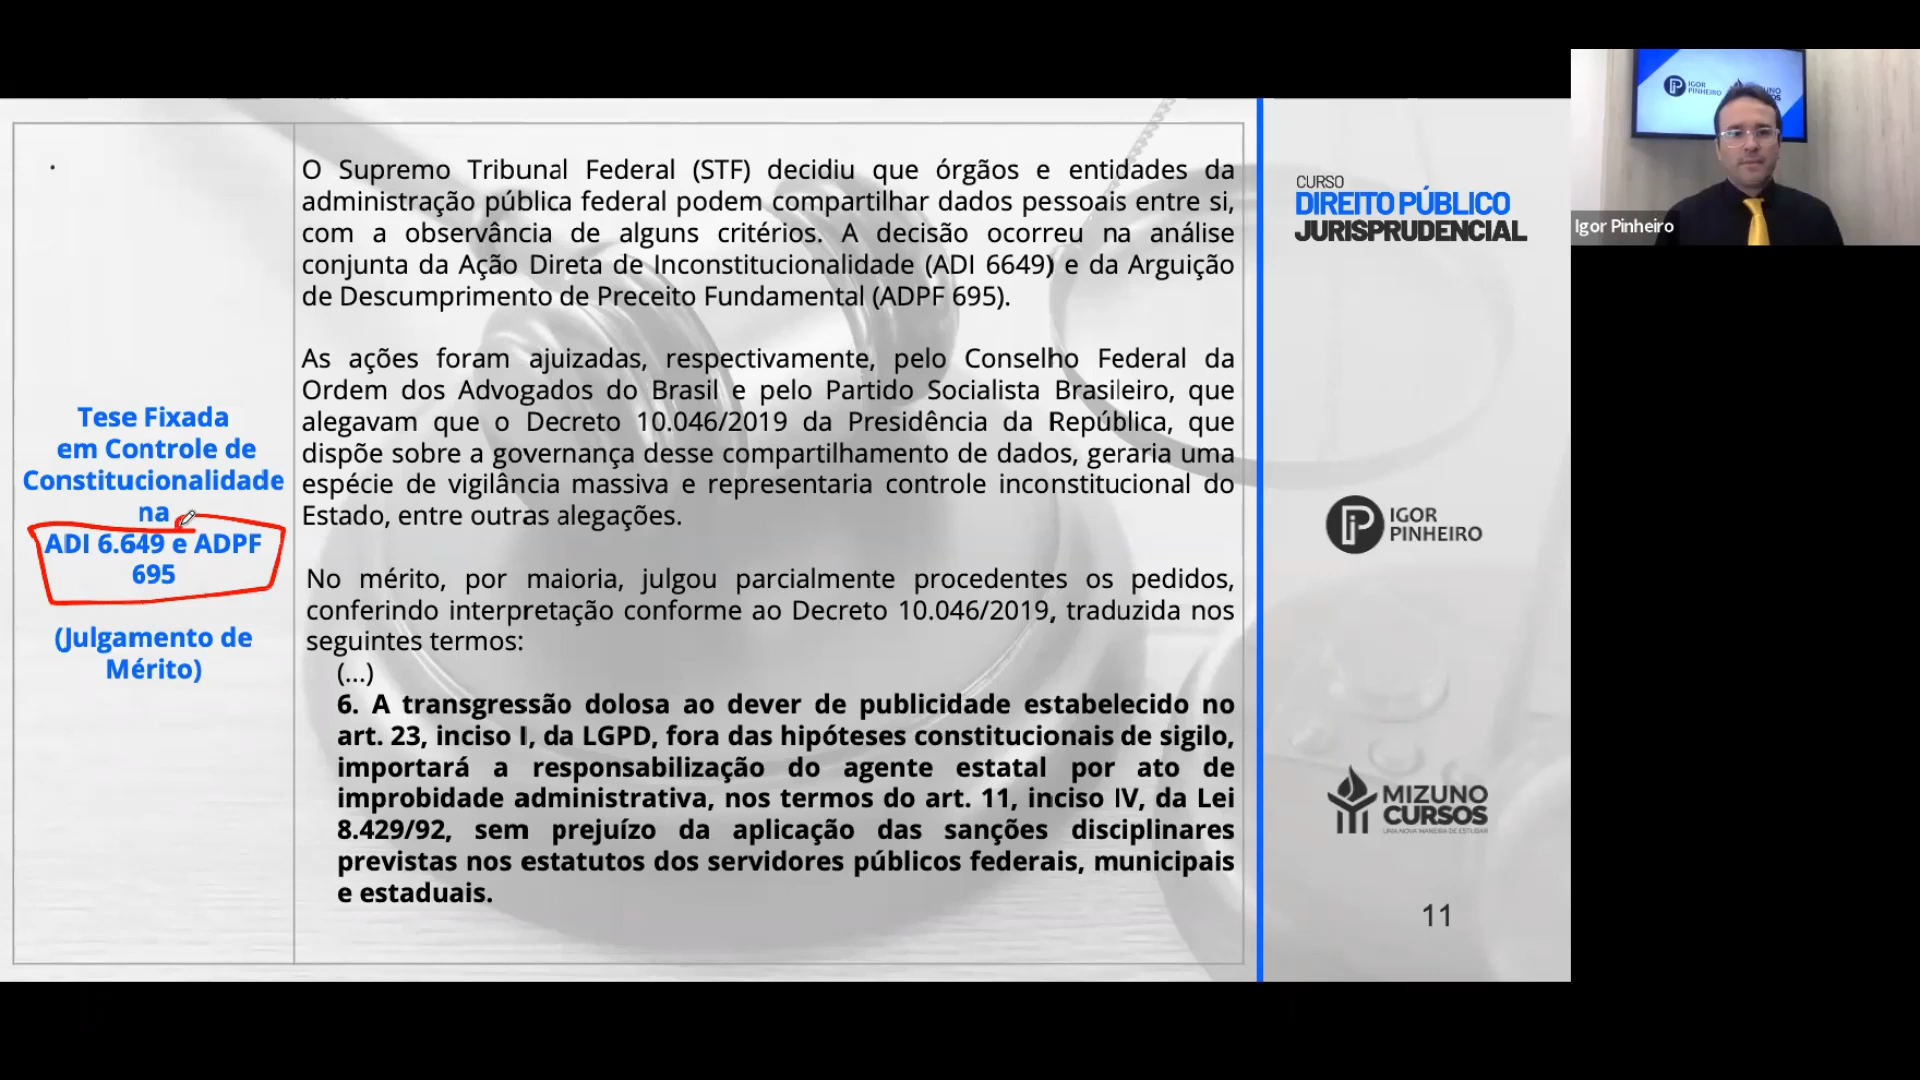 Tese Fixada
em Controle de
Constitucionalidade
na
ADI 6.649 e ADPF
695
(Julgamento de
Mérito)
O Supremo Tribunal Federal (STF) decidiu que órgãos e entidades da
administração pública federal podem compartilhar dados pessoais entre si,
com a observância de alguns critérios. A decisão ocorreu na análise
conjunta da Ação Direta de Inconstitucionalidade (ADI 6649) e da Arguição
de Descumprimento de Preceito Fundamental (ADPF 695).
As ações foram ajuizadas, respectivamente, pelo Conselho Federal da
Ordem dos Advogados do Brasil e pelo Partido Socialista Brasileiro, que
alegavam que o Decreto 10.046/2019 da Presidência da República, que
dispõe sobre a governança desse compartilhamento de dados, geraria uma
espécie de vigilância massiva e representaria controle inconstitucional do
Estado, entre outras alegações.
No mérito, por maioria, julgou parcialmente procedentes os pedidos,
conferindo interpretação conforme ao Decreto 10.046/2019, traduzida nos
seguintes termos:
(...)
6. A transgressão dolosa ao dever de publicidade estabelecido no
art. 23, inciso I, da LGPD, fora das hipóteses constitucionais de sigilo,
importará a responsabilização do agente estatal por ato de
improbidade administrativa, nos termos do art. 11, inciso IV, da Lei
8.429/92, sem prejuízo da aplicação das sanções disciplinares
previstas nos estatutos dos servidores públicos federais, municipais
e estaduais.
CURSO
DIREITO PÚBLICO
JURISPRUDENCIAL
IGOR
PINHEIRO
MIZUNO
CURSOS
UMA NOVA MANEIRA DE ESTUDAR
11
IGOR
PINHEIRO
Igor Pinheiro